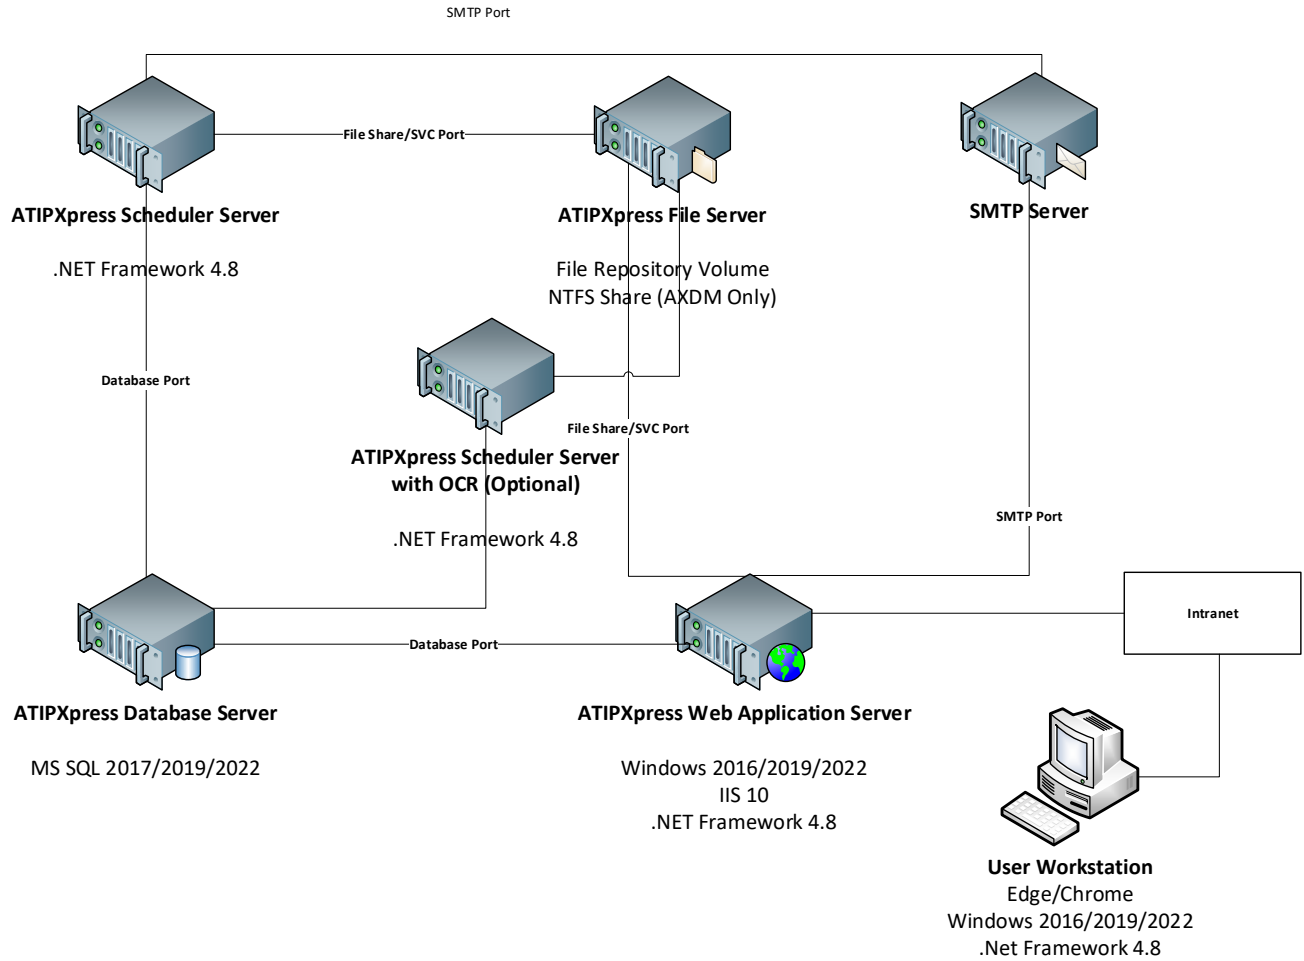 SMTP Port
File Share/SVC Port
ATIPXpress Scheduler Server
.NET Framework 4.8
ATIPXpress File Server
File Repository Volume
NTFS Share (AXDM Only)
SMTP Server
Database Port
File Share/SVC Port
ATIPXpress Scheduler Server
with OCR (Optional)
.NET Framework 4.8
SMTP Port
Intranet
Database Port
ATIPXpress Database Server
MS SQL 2017/2019/2022
ATIPXpress Web Application Server
Windows 2016/2019/2022
IIS 10
.NET Framework 4.8
User Workstation
Edge/Chrome
Windows 2016/2019/2022
.Net Framework 4.8